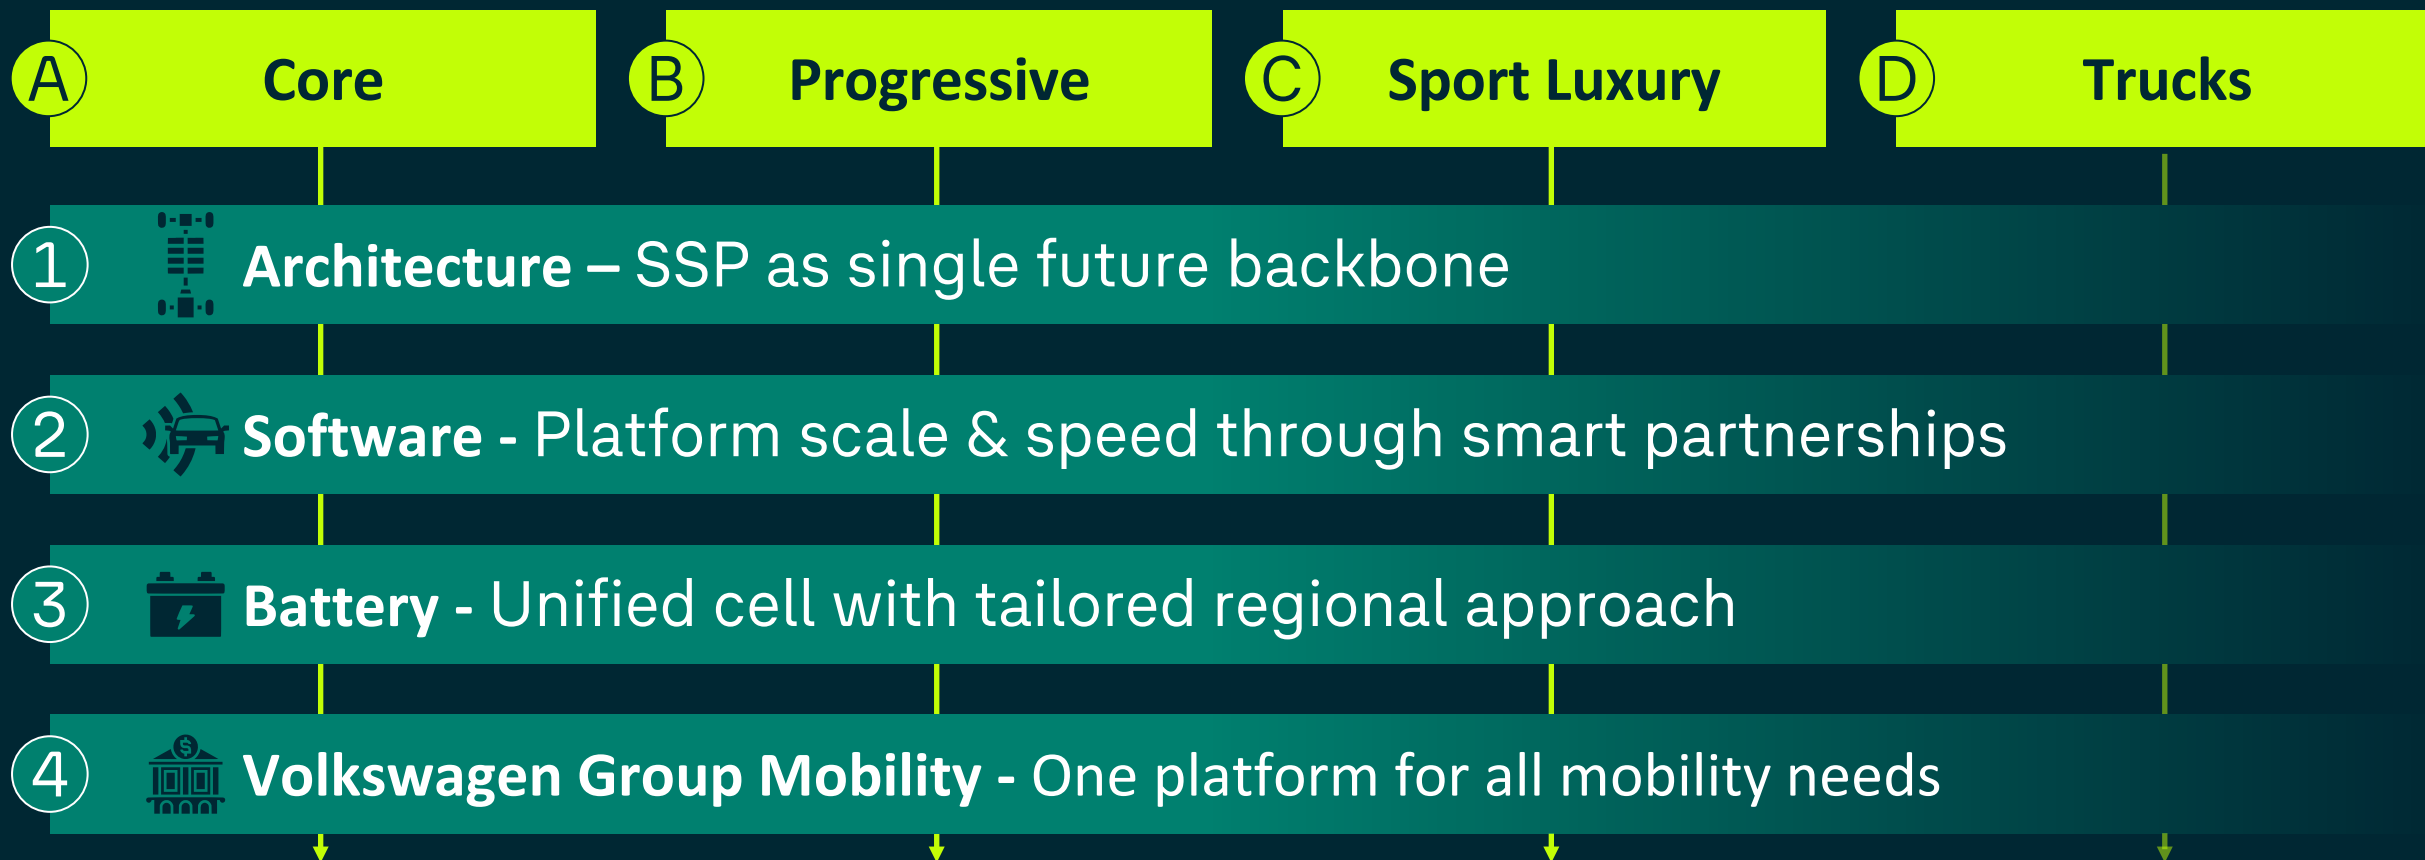 A Core B Progressive C Sport Luxury D Trucks
1 Architecture – SSP as single future backbone
2 Software - Platform scale & speed through smart partnerships
3 Battery - Unified cell with tailored regional approach
$
4 Volkswagen Group Mobility - One platform for all mobility needs